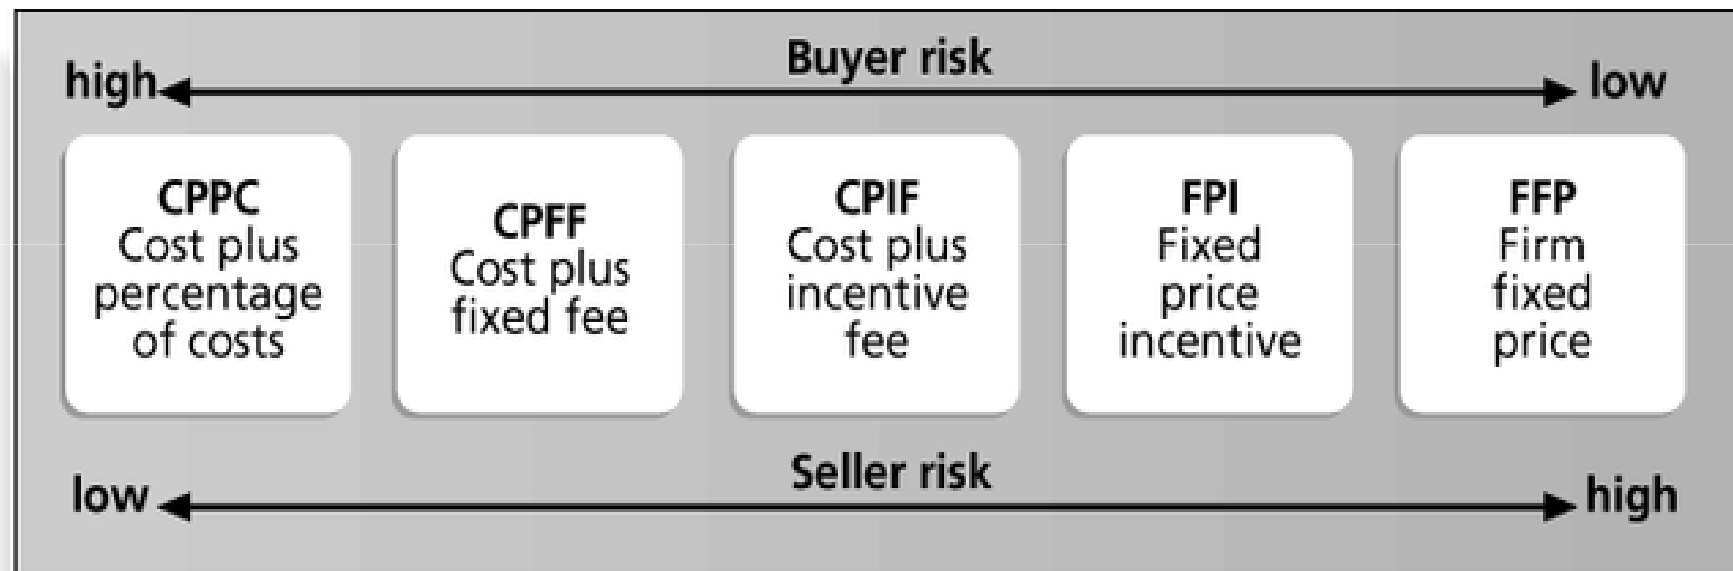 Buyer risk
high
low
CPPC
Cost plus
percentage
of costs
CPFF
Cost plus
fixed fee
CPIF
Cost plus
incentive
fee
FPI
Fixed
price
incentive
FFP
Firm
fixed
price
Seller risk
low
high